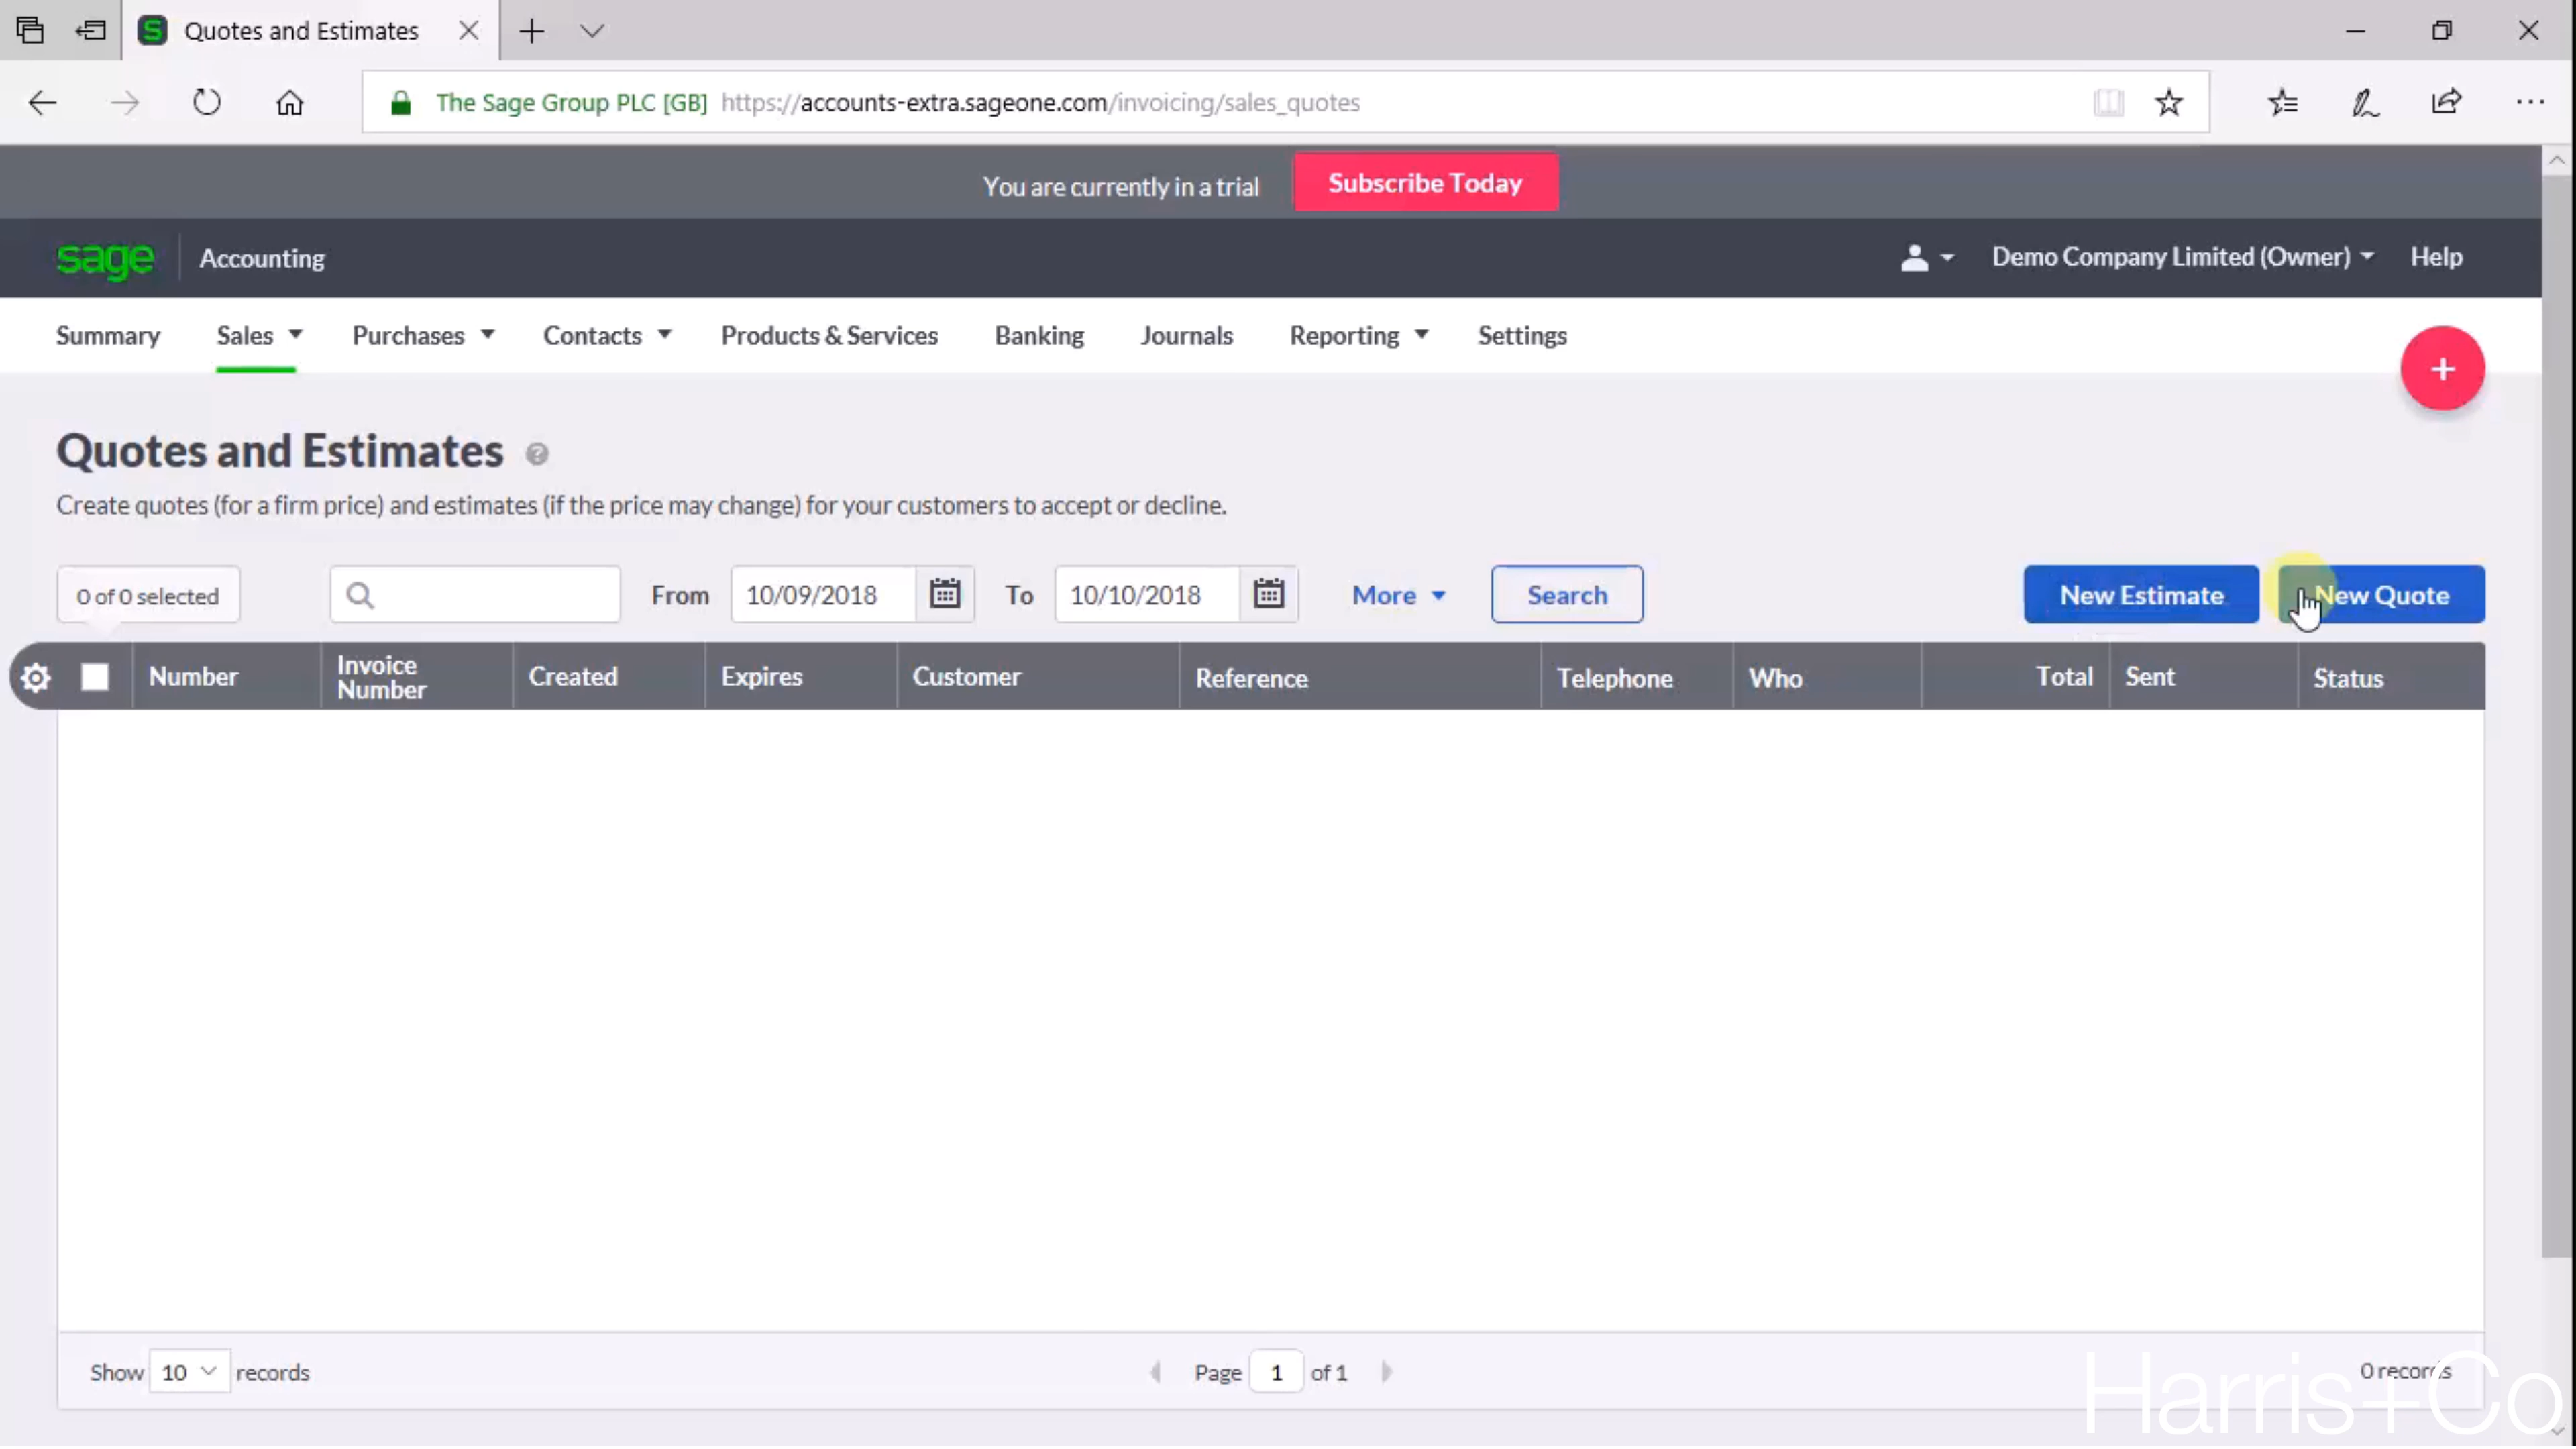 Quotes and Estimates
The Sage Group PLC [GB] https://accounts-extra.sageone.com/invoicing/sales_quotes
You are currently in a trial Subscribe Today
sage Accounting Demo Company Limited (Owner) Help
Summary Sales Purchases Contacts Products & Services Banking Journals Reporting Settings
+
Quotes and Estimates ?
Create quotes (for a firm price) and estimates (if the price may change) for your customers to accept or decline.
0 of 0 selected From 10/09/2018 To 10/10/2018 More Search New Estimate New Quote
Number Invoice Number Created Expires Customer Reference Telephone Who Total Sent Status
Show 10 records Page 1 of 1 0 records
Harris+Co